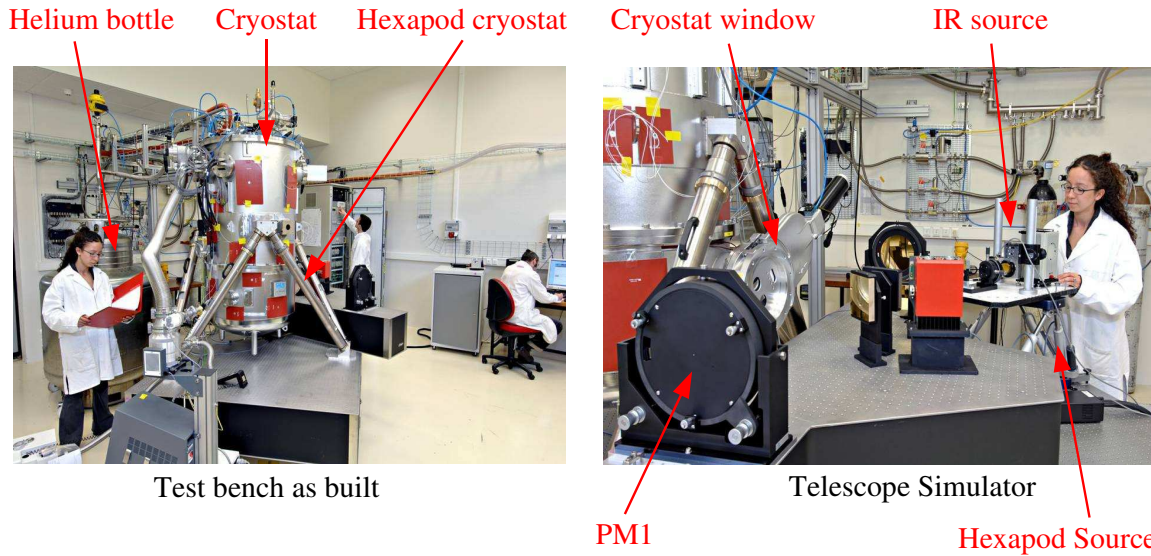 Helium bottle
Cryostat
Hexapod cryostat
Cryostat window
IR source
Test bench as built
Telescope Simulator
PM1
Hexapod Source